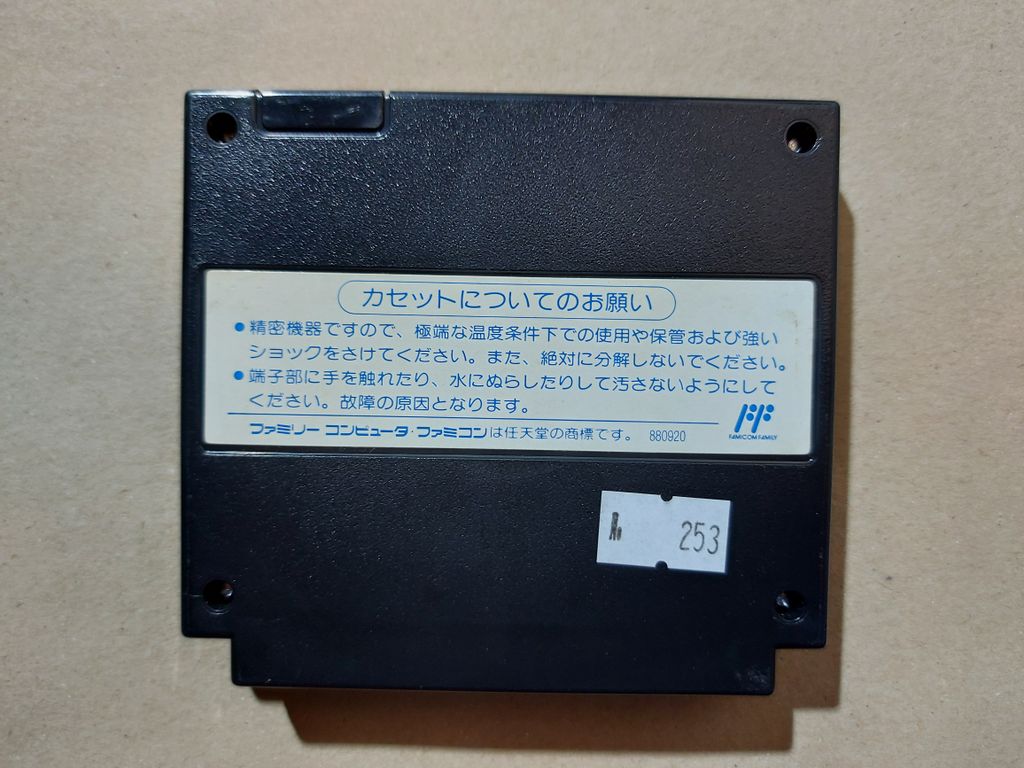 カセットについてのお願い
●精密機器ですので、極端な温度条件下での使用や保管および強い
ショックをさけてください。また、絶対に分解しないでください。
●端子部に手を触れたり、水にぬらしたりして汚さないようにして
ください。故障の原因となります。
FF
FAMICOM FAMILY
ファミリーコンピュータ・ファミコンは任天堂の商標です。 880920
253